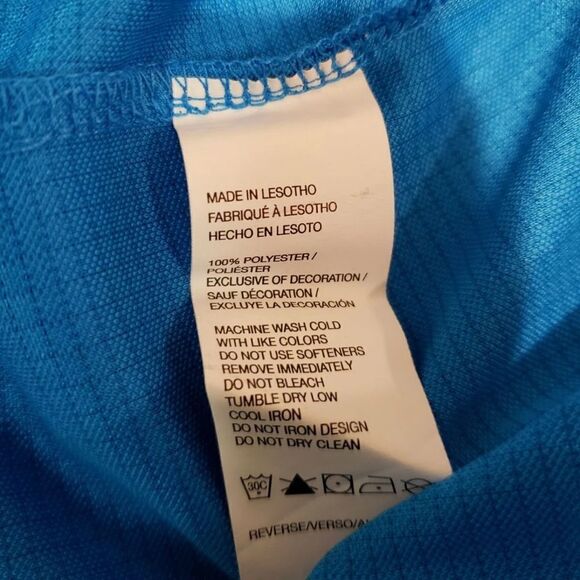 MADE IN LESOTHO
FABRIQUÉ À LESOTHO
HECHO EN LESOTO
100% POLYESTER /
POLIÉSTER
EXCLUSIVE OF DECORATION /
SAUF DÉCORATION /
EXCLUYE LA DECORACIÓN
MACHINE WASH COLD
WITH LIKE COLORS
DO NOT USE SOFTENERS
REMOVE IMMEDIATELY
DO NOT BLEACH
TUMBLE DRY LOW
COOL IRON
DO NOT IRON DESIGN
DO NOT DRY CLEAN
30C
REVERSE/VERSO/